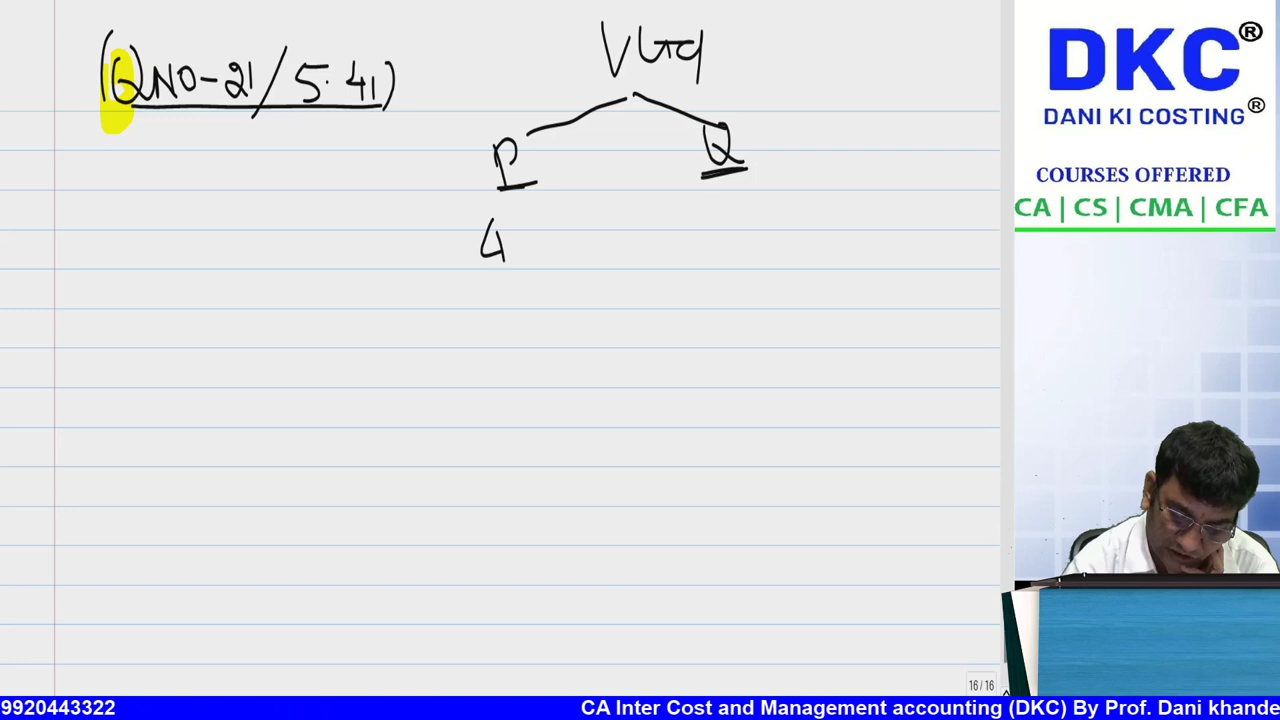 (QNO-21/5.41)
V Ltd
P
Q
4
DKC®
DANI KI COSTING®
COURSES OFFERED
CA | CS | CMA | CFA
16/16
9920443322
CA Inter Cost and Management accounting (DKC) By Prof. Dani khande